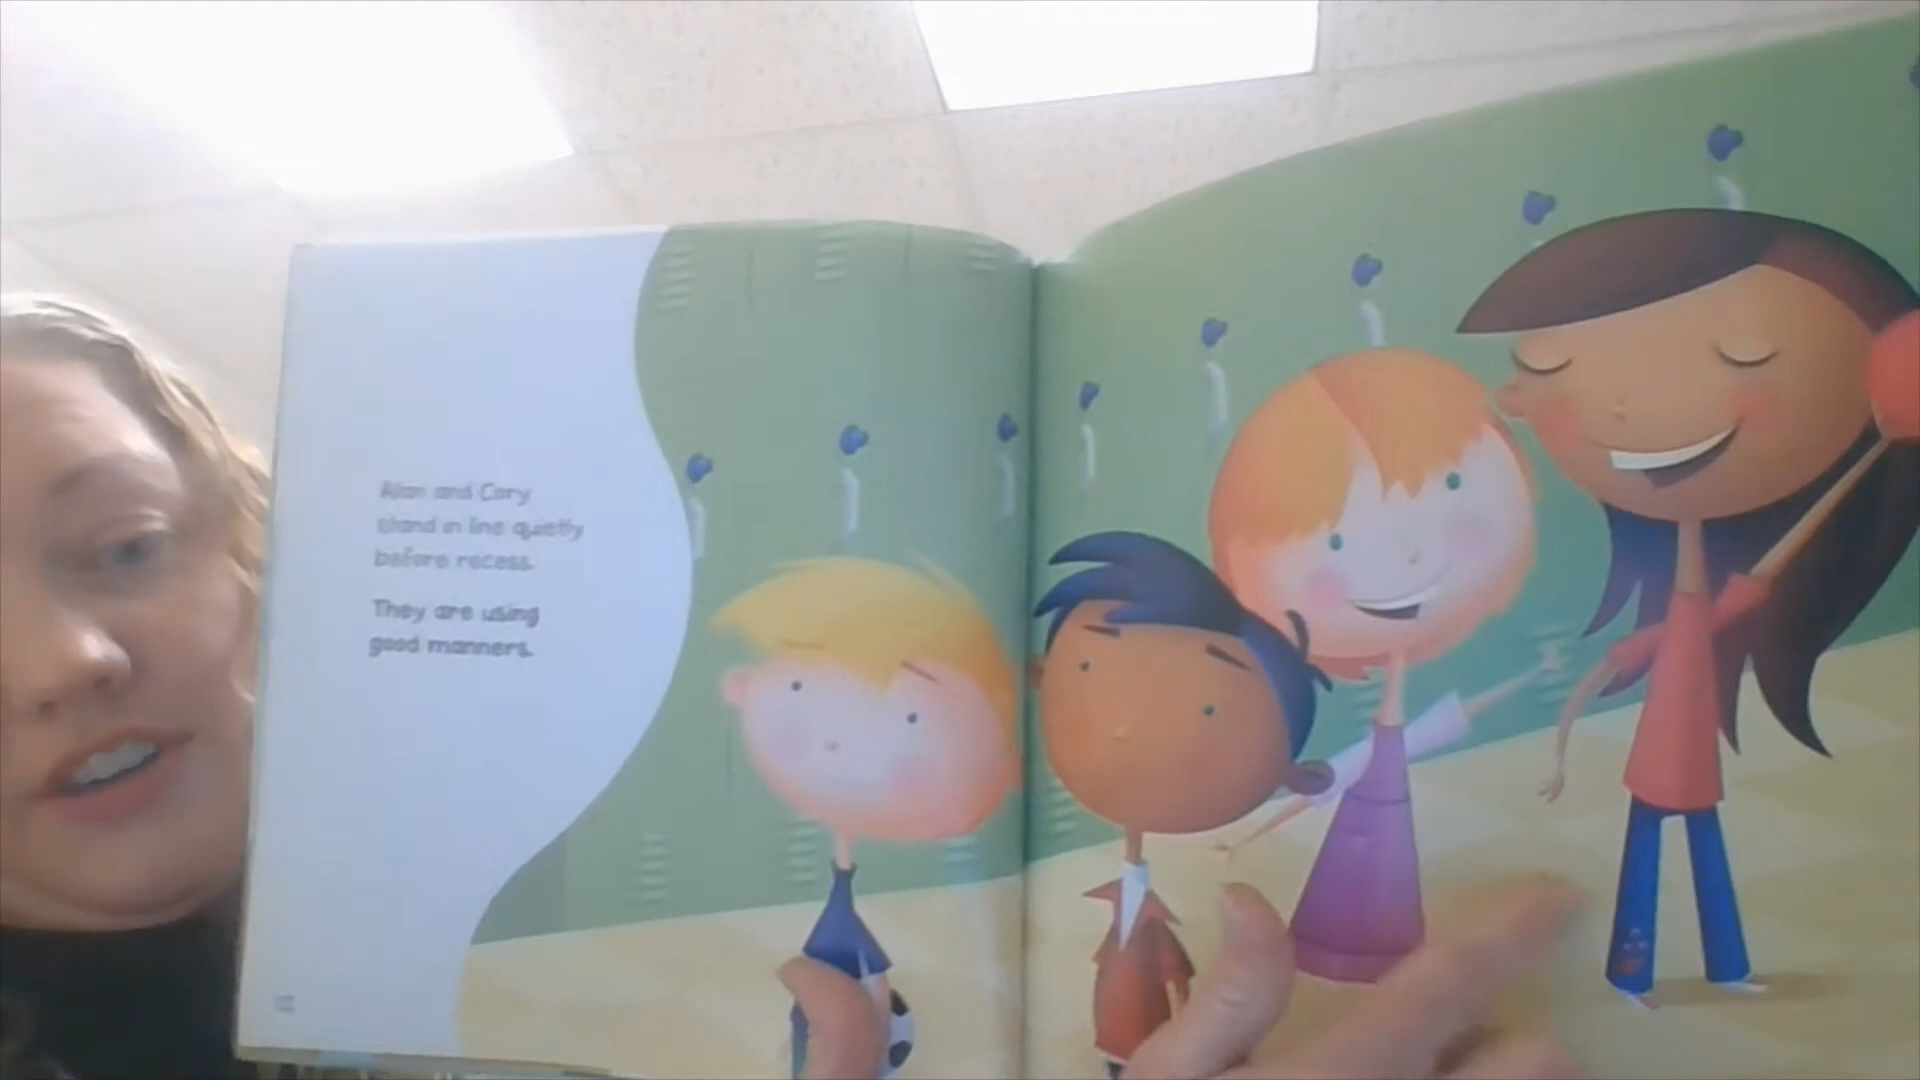 Alan and Cory
stand in line quietly
before recess.
They are using
good manners.